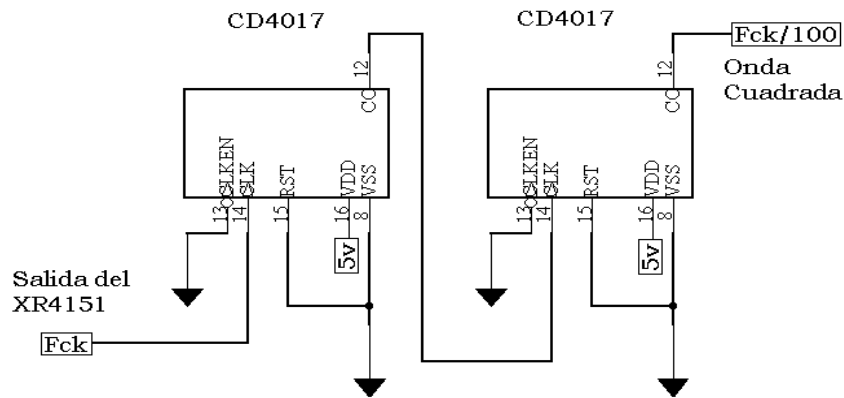 CD4017
CD4017
12
CO
CLKEN
CLK
RST
VDD
VSS
13
14
15
16
8
5v
12
CO
CLKEN
CLK
RST
VDD
VSS
13
14
15
16
8
5v
Fck/100
Onda
Cuadrada
Salida del
XR4151
Fck